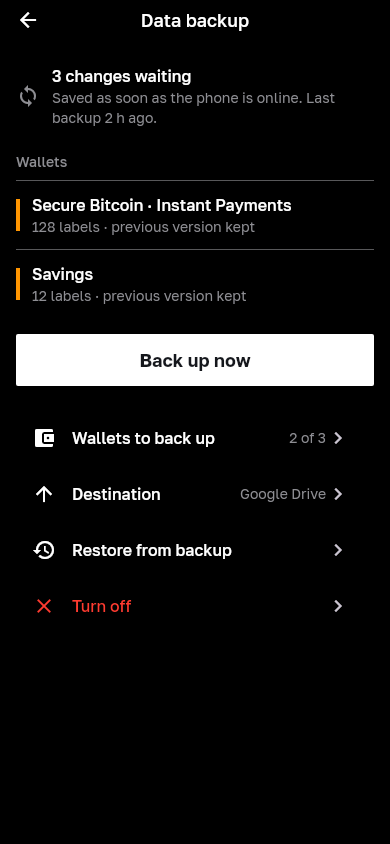 Data backup
3 changes waiting
Saved as soon as the phone is online. Last
backup 2 h ago.
Wallets
Secure Bitcoin · Instant Payments
128 labels · previous version kept
Savings
12 labels · previous version kept
Back up now
Wallets to back up 2 of 3
Destination Google Drive
Restore from backup
Turn off